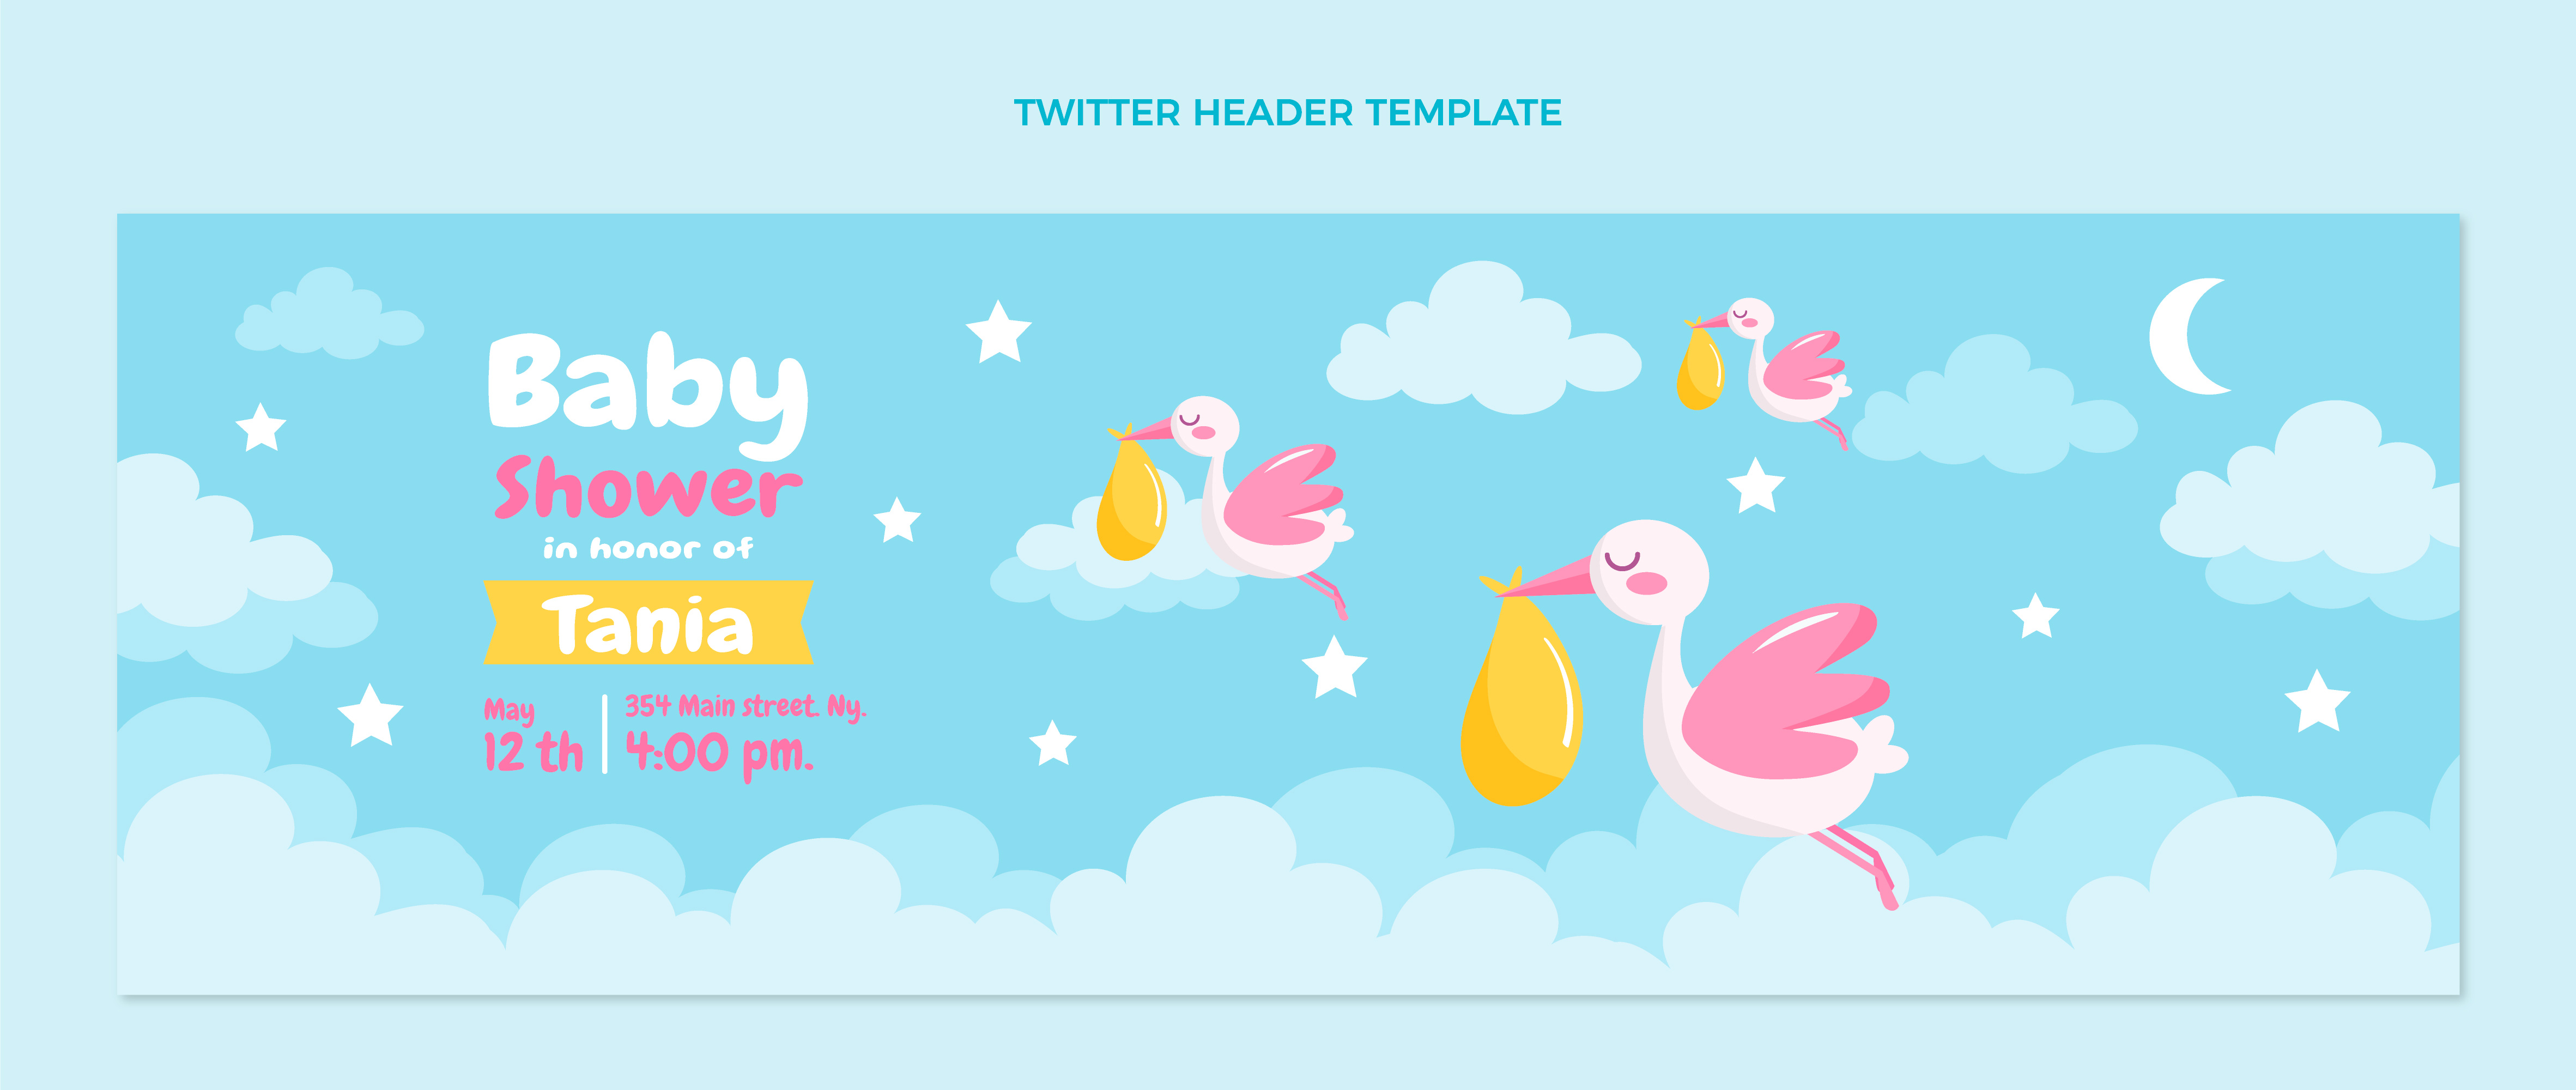 TWITTER HEADER TEMPLATE
Baby
Shower
in honor of
Tania
May
12 th
354 Main street. Ny.
4:00 pm.